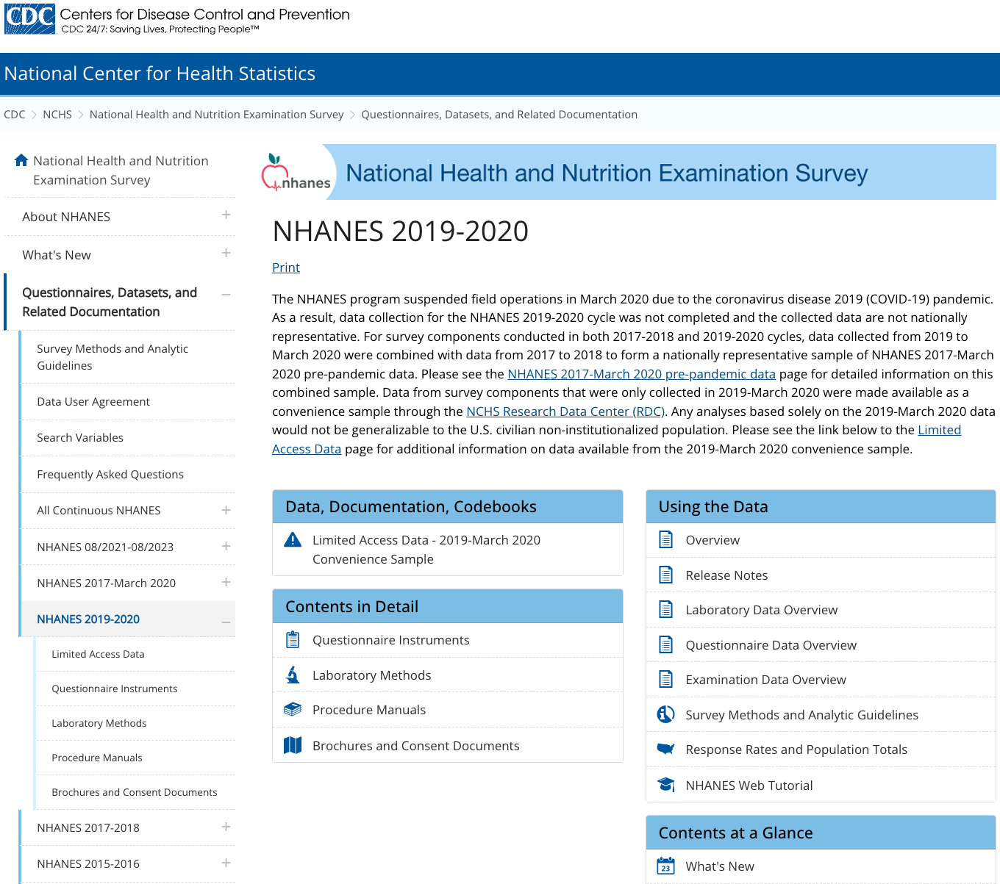 CDC
Centers for Disease Control and Prevention
CDC 24/7: Saving Lives, Protecting People™
National Center for Health Statistics
CDC
NCHS
National Health and Nutrition Examination Survey
Questionnaires, Datasets, and Related Documentation
National Health and Nutrition
Examination Survey
About NHANES
What's New
Questionnaires, Datasets, and
Related Documentation
Survey Methods and Analytic
Guidelines
Data User Agreement
Search Variables
Frequently Asked Questions
All Continuous NHANES
NHANES 08/2021-08/2023
NHANES 2017-March 2020
NHANES 2019-2020
Limited Access Data
Questionnaire Instruments
Laboratory Methods
Procedure Manuals
Brochures and Consent Documents
NHANES 2017-2018
NHANES 2015-2016
nhanes
National Health and Nutrition Examination Survey
NHANES 2019-2020
Print
The NHANES program suspended field operations in March 2020 due to the coronavirus disease 2019 (COVID-19) pandemic.
As a result, data collection for the NHANES 2019-2020 cycle was not completed and the collected data are not nationally
representative. For survey components conducted in both 2017-2018 and 2019-2020 cycles, data collected from 2019 to
March 2020 were combined with data from 2017 to 2018 to form a nationally representative sample of NHANES 2017-March
2020 pre-pandemic data. Please see the NHANES 2017-March 2020 pre-pandemic data page for detailed information on this
combined sample. Data from survey components that were only collected in 2019-March 2020 were made available as a
convenience sample through the NCHS Research Data Center (RDC). Any analyses based solely on the 2019-March 2020 data
would not be generalizable to the U.S. civilian non-institutionalized population. Please see the link below to the Limited
Access Data page for additional information on data available from the 2019-March 2020 convenience sample.
Data, Documentation, Codebooks
Limited Access Data - 2019-March 2020
Convenience Sample
Contents in Detail
Questionnaire Instruments
Laboratory Methods
Procedure Manuals
Brochures and Consent Documents
Using the Data
Overview
Release Notes
Laboratory Data Overview
Questionnaire Data Overview
Examination Data Overview
Survey Methods and Analytic Guidelines
Response Rates and Population Totals
NHANES Web Tutorial
Contents at a Glance
23
What's New